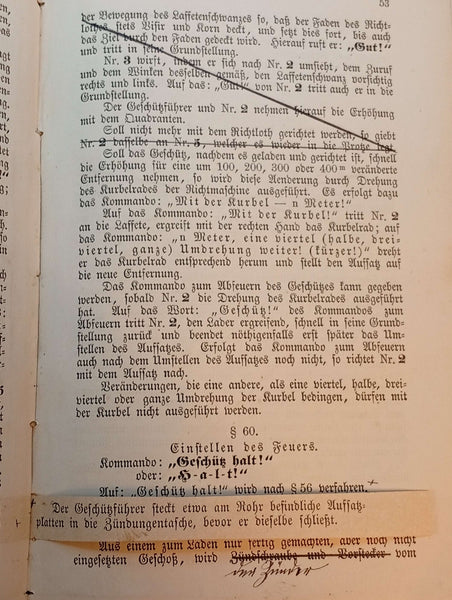 53
der Bewegung des Laffetenschwanzes so, daß der Faden des Richt-
lothes stets Visir und Korn deckt, und setzt dies fort, bis auch
das Ziel durch den Faden gedeckt wird. Hierauf ruft er: „Gut!“
und tritt in seine Grundstellung.
Nr. 3 wirft, indem er sich nach Nr. 2 umsieht, dem Zuruf
und dem Winken desselben gemäß, den Laffetenschwanz vorsichtig
rechts und links. Auf das: „Gut!“ von Nr. 2 tritt auch er in die
Grundstellung.
Der Geschützführer und Nr. 2 nehmen hierauf die Erhöhung
mit dem Quadranten.
Soll nicht mehr mit dem Richtloth gerichtet werden, so giebt
Nr. 2 dasselbe an Nr. 3, welcher es wieder in die Protze legt.
Soll das Geschütz, nachdem es geladen und gerichtet ist, schnell
die Erhöhung für eine um 100, 200, 300 oder 400m veränderte
Entfernung nehmen, so wird diese Aenderung durch Drehung
des Kurbelrades der Richtmaschine ausgeführt. Es erfolgt dazu
das Kommando: „Mit der Kurbel — n Meter!“
Auf das Kommando: „Mit der Kurbel!“ tritt Nr. 2
an die Laffete, ergreift mit der rechten Hand das Kurbelrad; auf
das Kommando: „n Meter, eine viertel (halbe, drei-
viertel, ganze) Umdrehung weiter! (kürzer!)“ dreht
er das Kurbelrad entsprechend herum und stellt den Aufsatz auf
die neue Entfernung.
Das Kommando zum Abfeuern des Geschützes kann gegeben
werden, sobald Nr. 2 die Drehung des Kurbelrades ausgeführt
hat. Auf das Wort: „Geschütz!“ des Kommandos zum
Abfeuern tritt Nr. 2, den Lader ergreifend, schnell in seine Grund-
stellung zurück und beendet nöthigenfalls erst später das Um-
stellen des Aufsatzes. Erfolgt das Kommando zum Abfeuern
auch nach dem Umstellen des Aufsatzes noch nicht, so richtet Nr. 2
mit dem Aufsatz nach.
Veränderungen, die eine andere, als eine viertel, halbe, drei-
viertel oder ganze Umdrehung der Kurbel bedingen, dürfen mit
der Kurbel nicht ausgeführt werden.
§ 60.
Einstellen des Feuers.
Kommando: „Geschütz halt!“
oder: „H-a-l-t!“
Auf: „Geschütz halt!“ wird nach § 56 verfahren.
Der Geschützführer steckt etwa am Rohr befindliche Aufsatz-
platten in die Zündungentasche, bevor er dieselbe schließt.
Aus einem zum Laden nur fertig gemachten, aber noch nicht
eingesetzten Geschoß, wird Zündschraube und Vorstecker vom
der Zünder